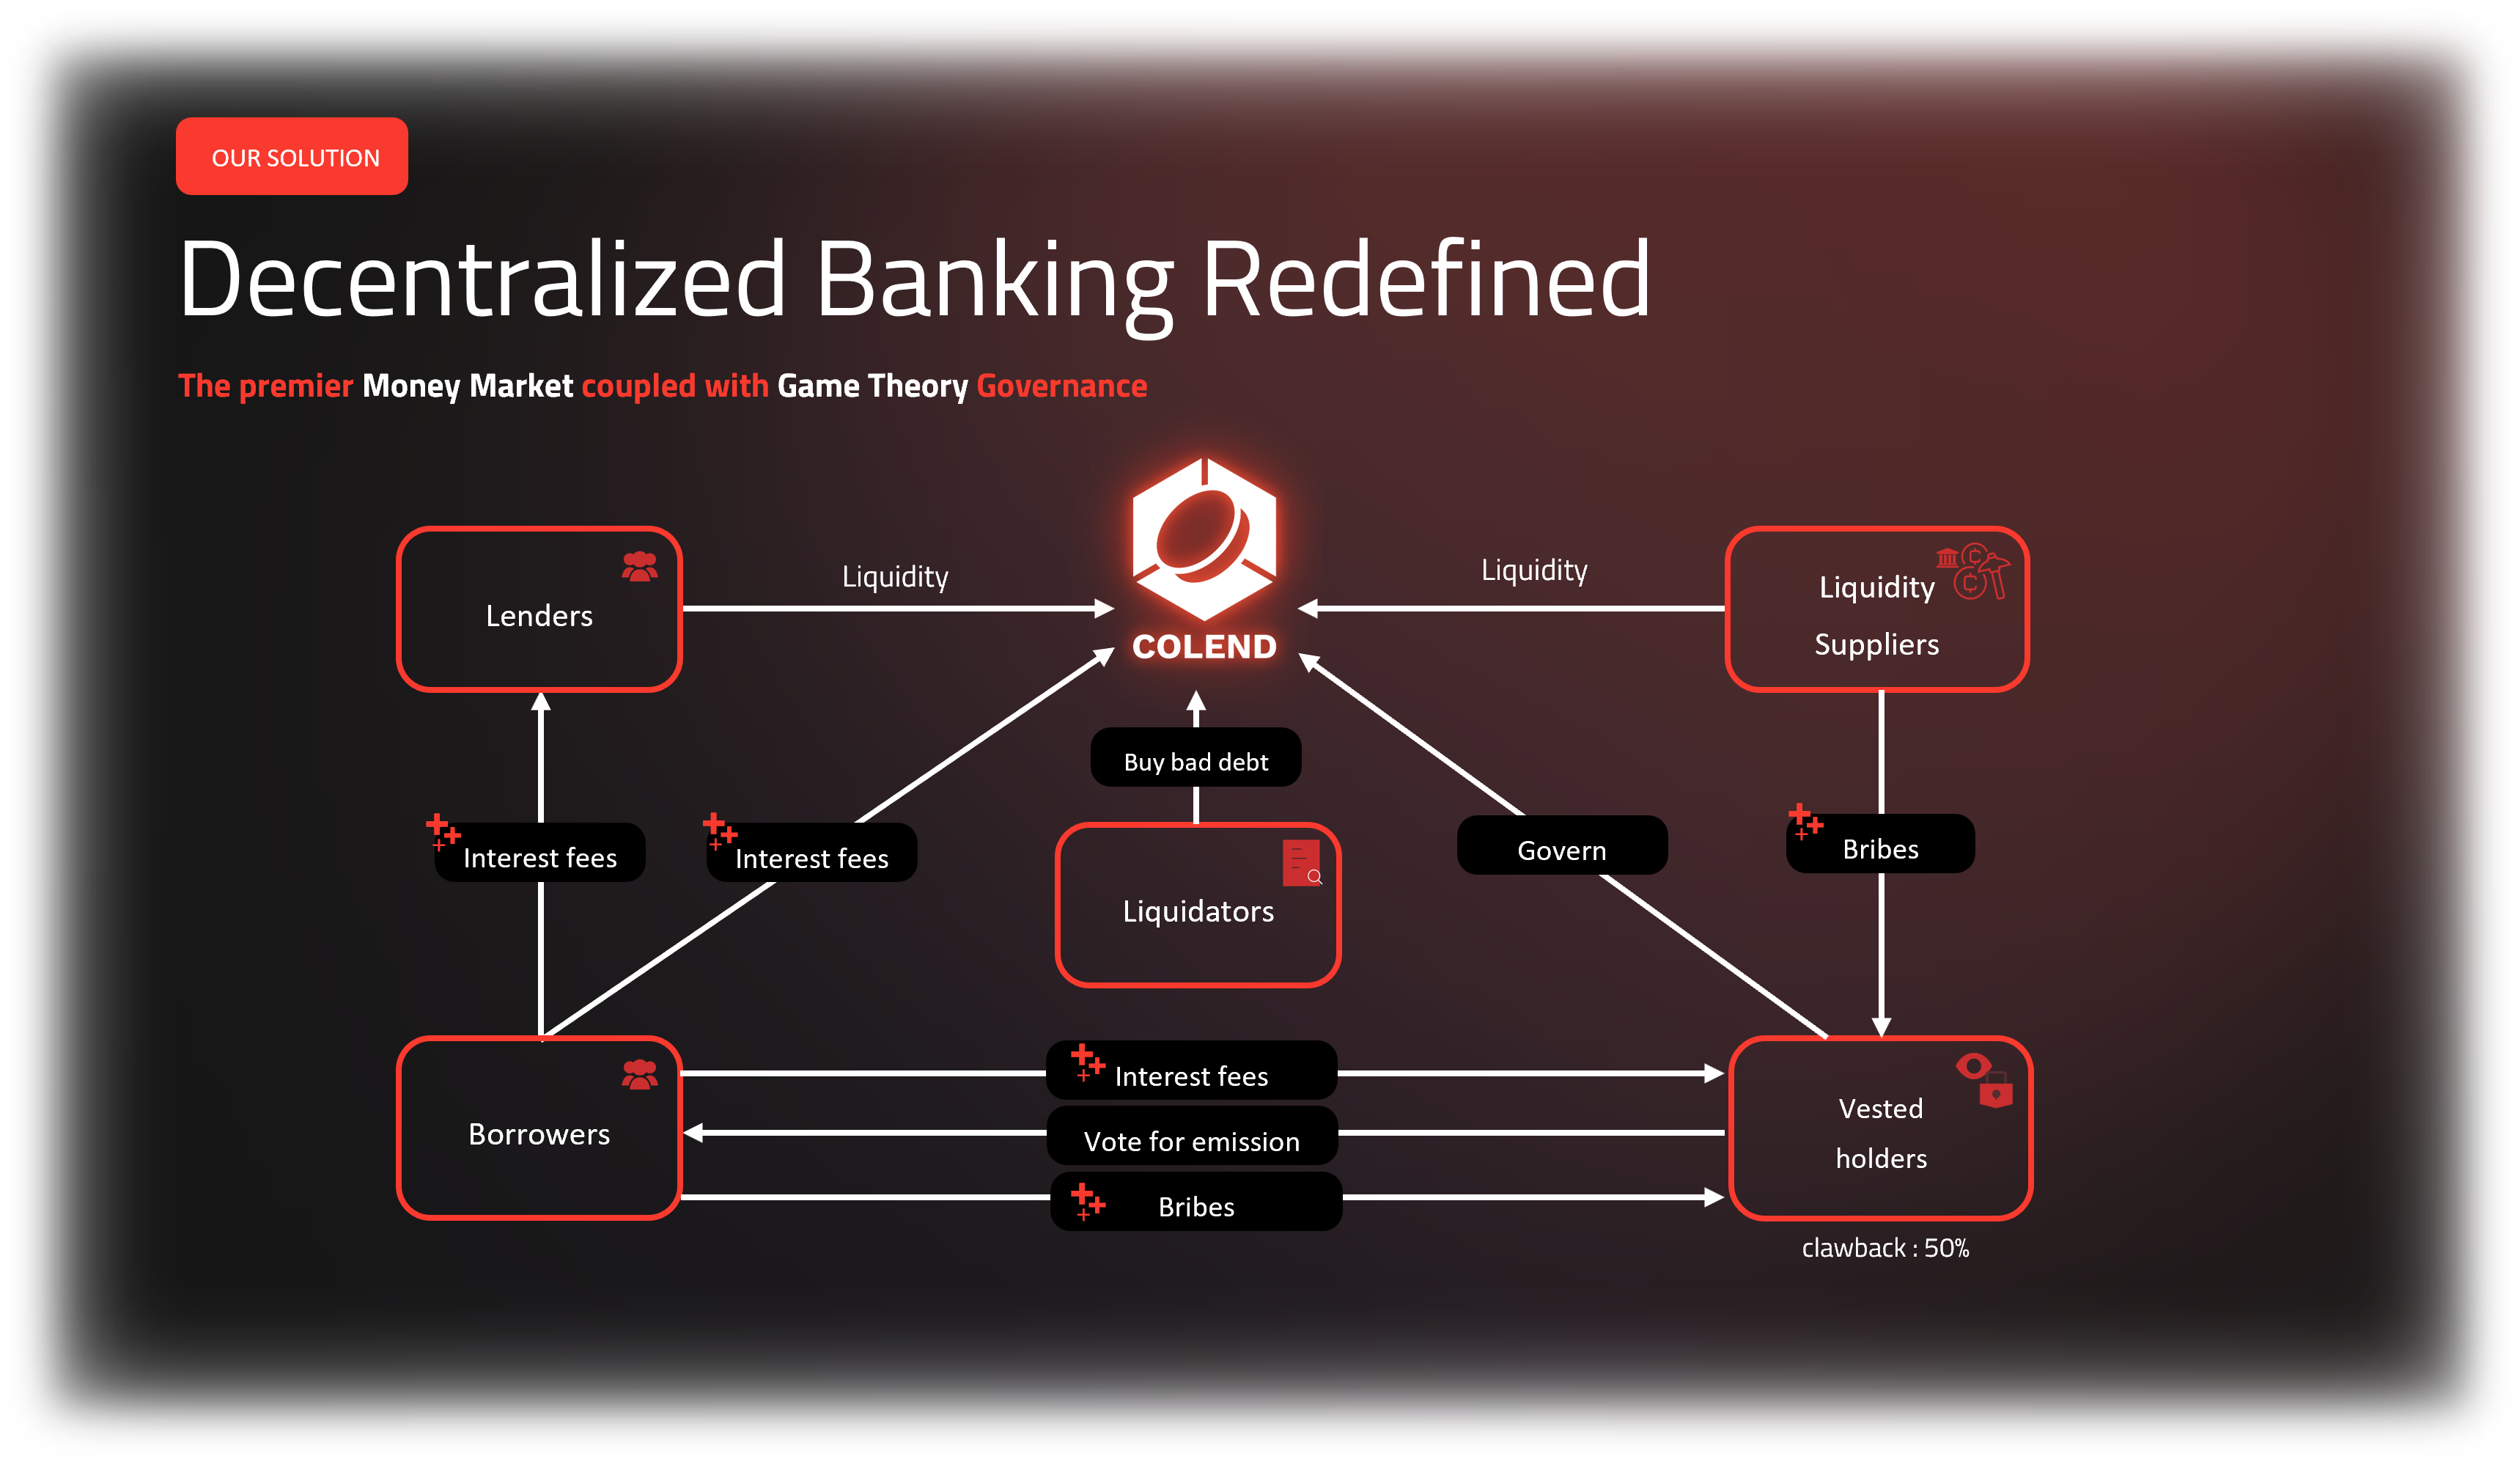 OUR SOLUTION
Decentralized Banking Redefined
The premier Money Market coupled with Game Theory Governance
Lenders
Liquidity
COLEND
Liquidity
Liquidity
Suppliers
Buy bad debt
Interest fees
Interest fees
Liquidators
Govern
Bribes
Borrowers
Interest fees
Vote for emission
Bribes
Vested
holders
clawback : 50%